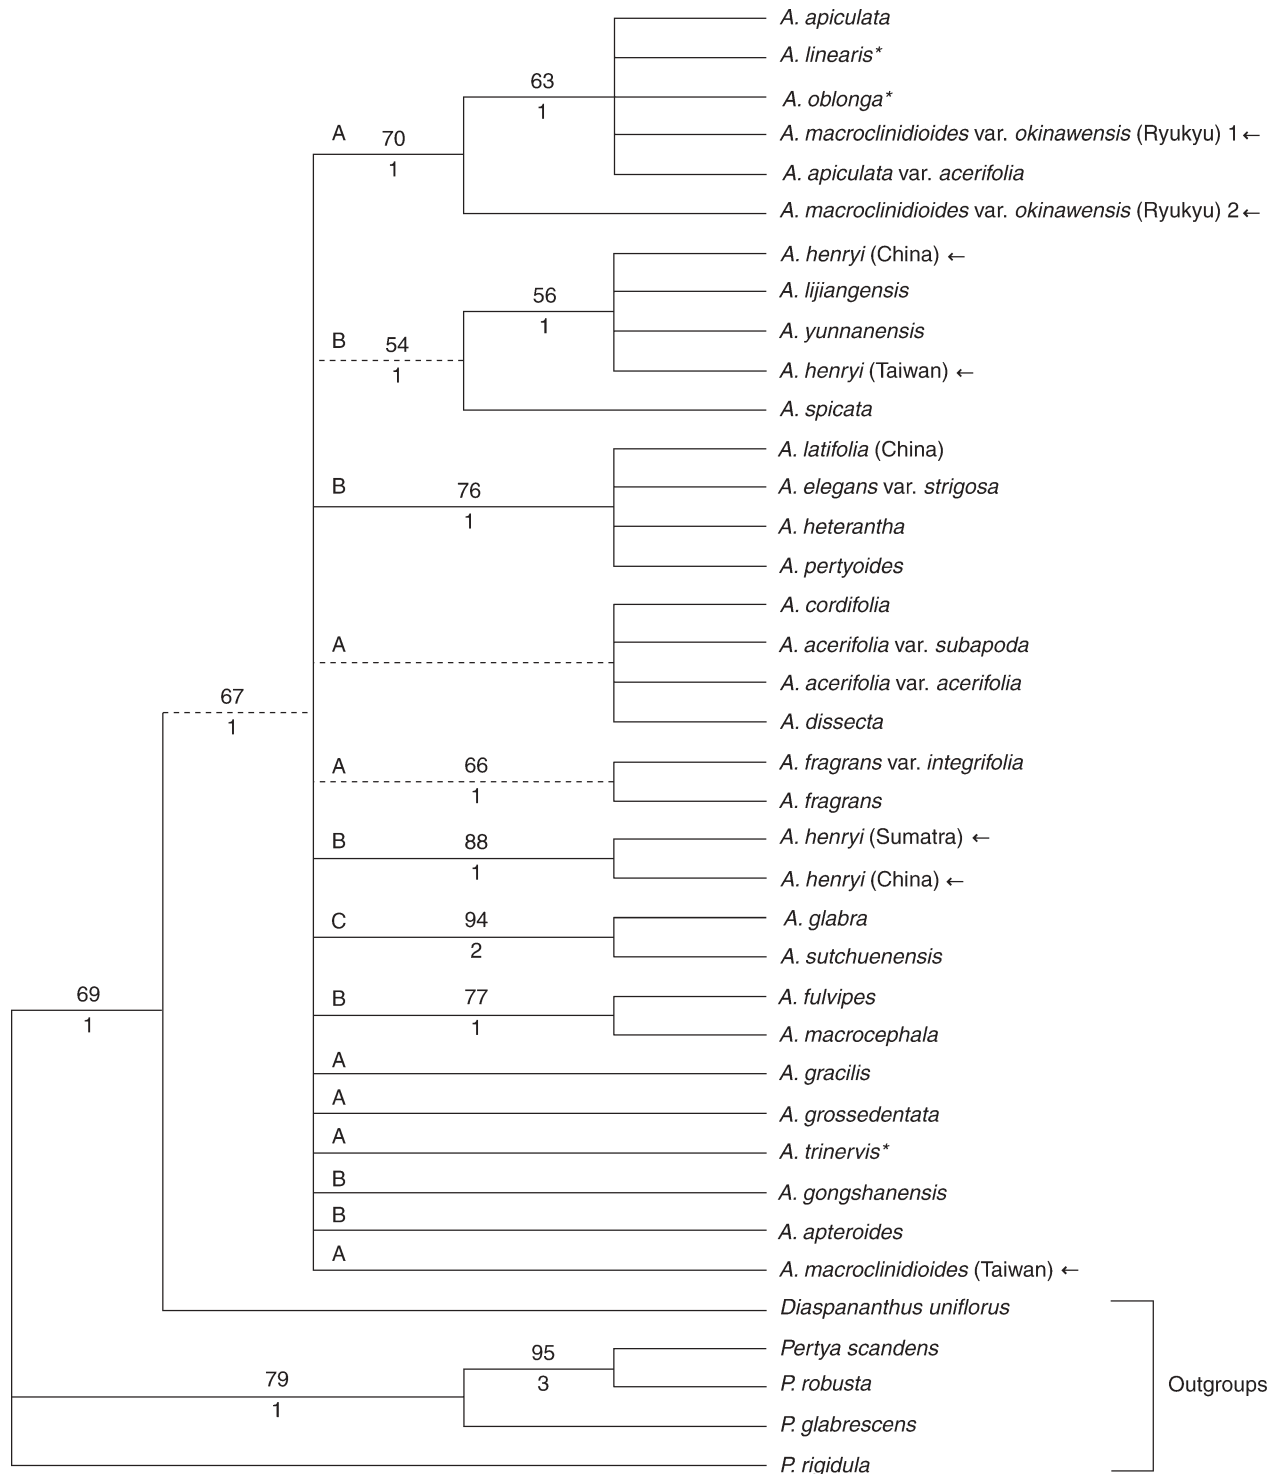 A. apiculata
A. linearis*
63
A. oblonga*
1
A
70
A. macroclinidioides var. okinawensis (Ryukyu) 1←
1
A. apiculata var. acerifolia
A. macroclinidioides var. okinawensis (Ryukyu) 2←
A. henryi (China) ←
56
A. lijiangensis
1
B
54
A. yunnanensis
1
A. henryi (Taiwan) ←
A. spicata
A. latifolia (China)
B
76
A. elegans var. strigosa
1
A. heterantha
A. pertyoides
A. cordifolia
A
A. acerifolia var. subapoda
67
A. acerifolia var. acerifolia
1
A. dissecta
A
66
A. fragrans var. integrifolia
1
A. fragrans
B
88
A. henryi (Sumatra) ←
1
A. henryi (China) ←
C
94
A. glabra
2
A. sutchuenensis
69
B
77
A. fulvipes
1
1
A. macrocephala
A
A. gracilis
A
A. grossedentata
A
A. trinervis*
B
A. gongshanensis
B
A. apteroides
A
A. macroclinidioides (Taiwan) ←
Diaspananthus uniflorus
95
Pertya scandens
79
3
P. robusta
Outgroups
1
P. glabrescens
P. rigidula